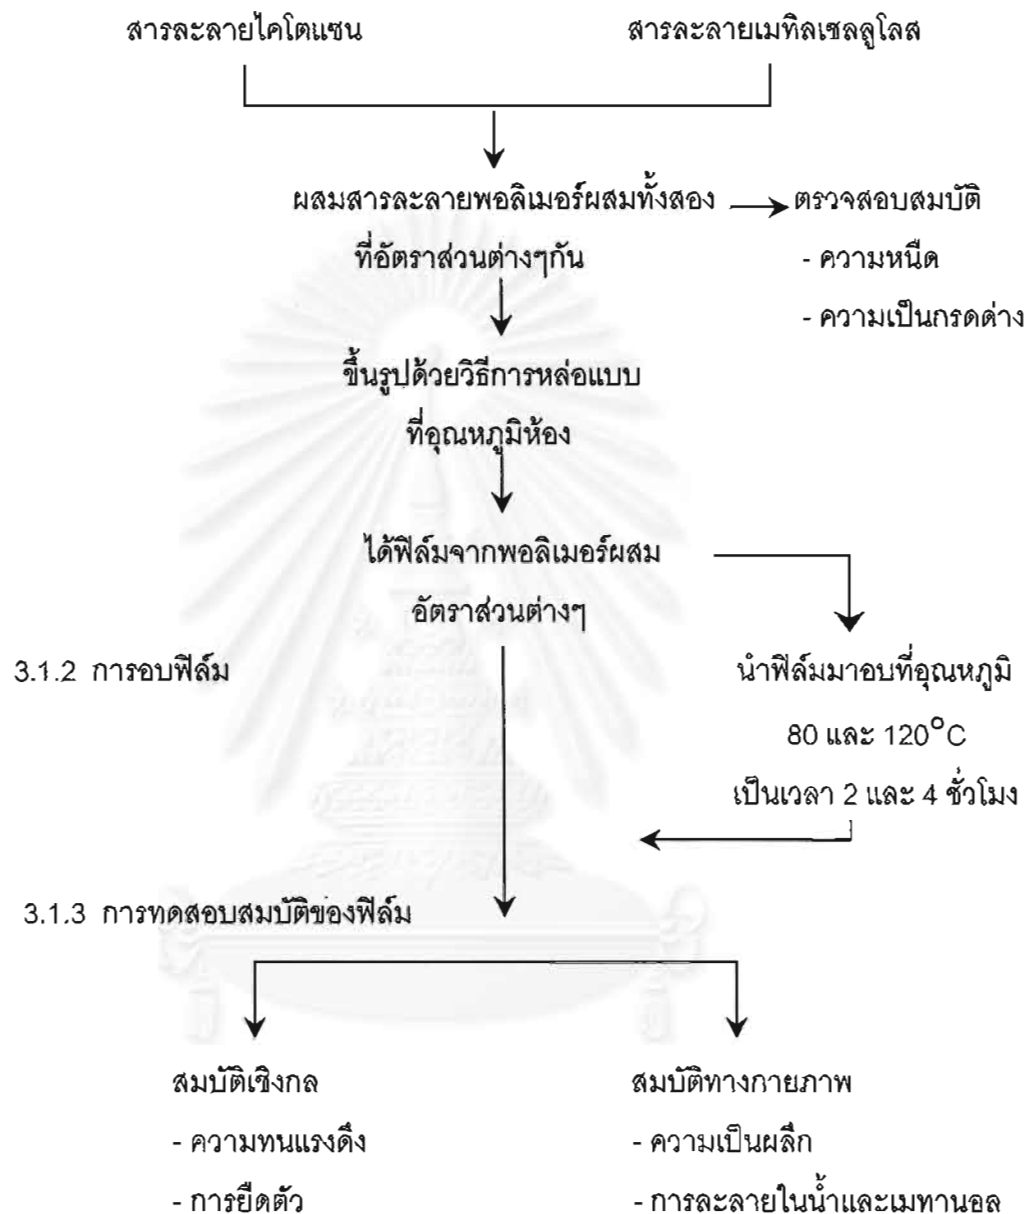 สารละลายไคโตแซน
สารละลายเมทิลเซลลูโลส
ผสมสารละลายพอลิเมอร์ผสมทั้งสอง
ที่อัตราส่วนต่างๆกัน
ตรวจสอบสมบัติ
- ความหนืด
- ความเป็นกรดด่าง
ขึ้นรูปด้วยวิธีการหล่อแบบ
ที่อุณหภูมิห้อง
ได้ฟิล์มจากพอลิเมอร์ผสม
อัตราส่วนต่างๆ
3.1.2 การอบฟิล์ม
นำฟิล์มมาอบที่อุณหภูมิ
80 และ 120°C
เป็นเวลา 2 และ 4 ชั่วโมง
3.1.3 การทดสอบสมบัติของฟิล์ม
สมบัติเชิงกล
- ความทนแรงดึง
- การยืดตัว
สมบัติทางกายภาพ
- ความเป็นผลึก
- การละลายในน้ำและเมทานอล